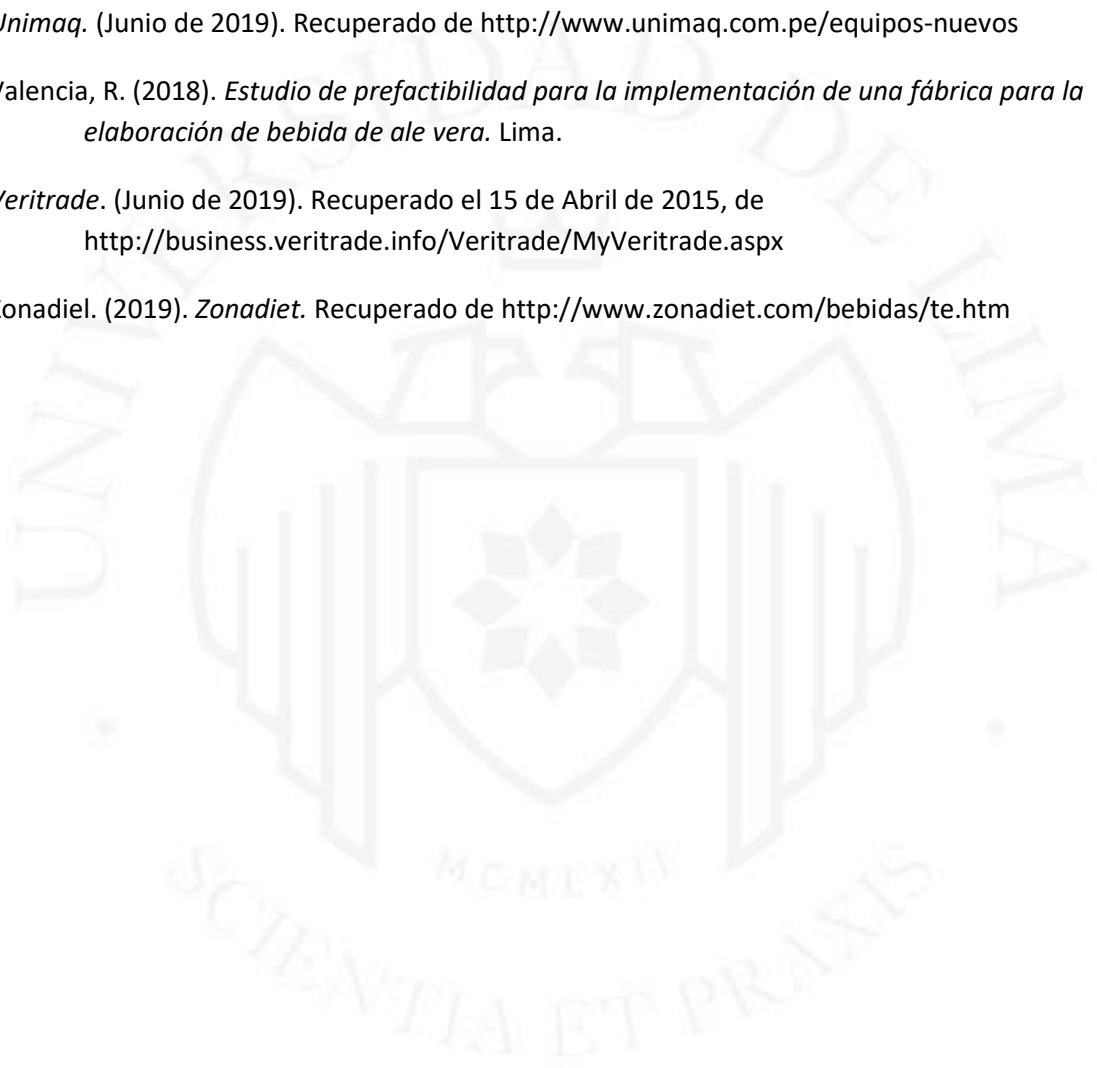 Unimaq. (Junio de 2019). Recuperado de http://www.unimaq.com.pe/equipos-nuevos
Valencia, R. (2018). Estudio de prefactibilidad para la implementación de una fábrica para la
elaboración de bebida de ale vera. Lima.
Veritrade. (Junio de 2019). Recuperado el 15 de Abril de 2015, de
http://business.veritrade.info/Veritrade/MyVeritrade.aspx
Zonadiel. (2019). Zonadiet. Recuperado de http://www.zonadiet.com/bebidas/te.htm
UNIVERSIDAD DE LIMA
MCMLXII
SCIENTIA ET PRAXIS